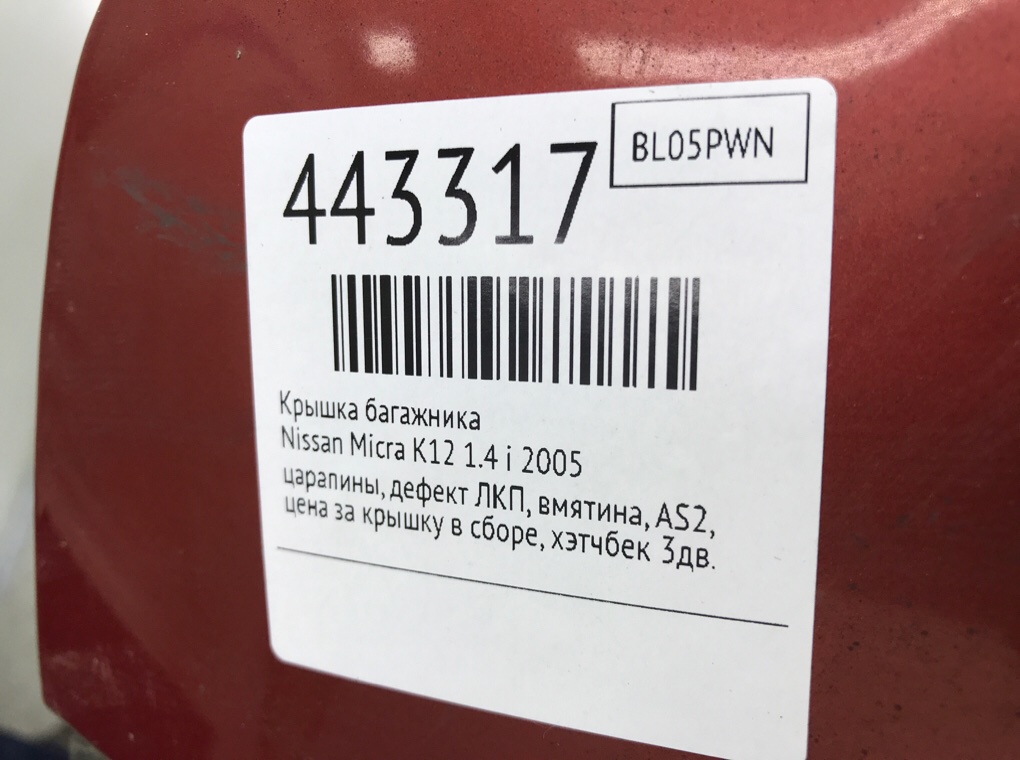 BL05PWN
443317
Крышка багажника
Nissan Micra K12 1.4 i 2005
царапины, дефект ЛКП, вмятина, AS2,
цена за крышку в сборе, хэтчбек 3дв.